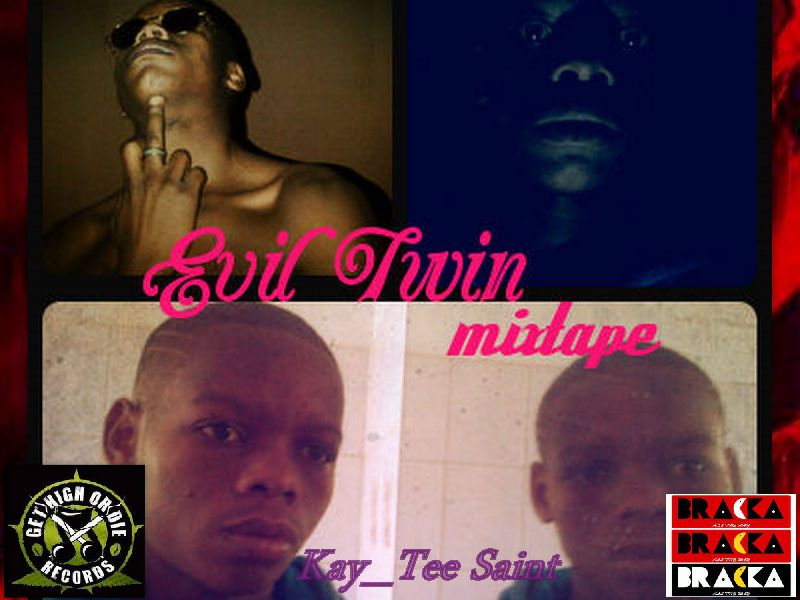 Evil Twin
mixtape
GET HIGH OR DIE
RECORDS
Kay_Tee Saint
BRACKA
BRACKA
BRACKA